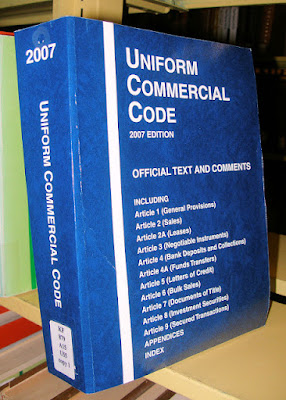 2007
UNIFORM COMMERCIAL CODE
UNIFORM
COMMERCIAL
CODE
2007 EDITION
OFFICIAL TEXT AND COMMENTS
INCLUDING
Article 1 (General Provisions)
Article 2 (Sales)
Article 2A (Leases)
Article 3 (Negotiable Instruments)
Article 4 (Bank Deposits and Collections)
Article 4A (Funds Transfers)
Article 5 (Letters of Credit)
Article 6 (Bulk Sales)
Article 7 (Documents of Title)
Article 8 (Investment Securities)
Article 9 (Secured Transactions)
APPENDICES
INDEX
KF
879